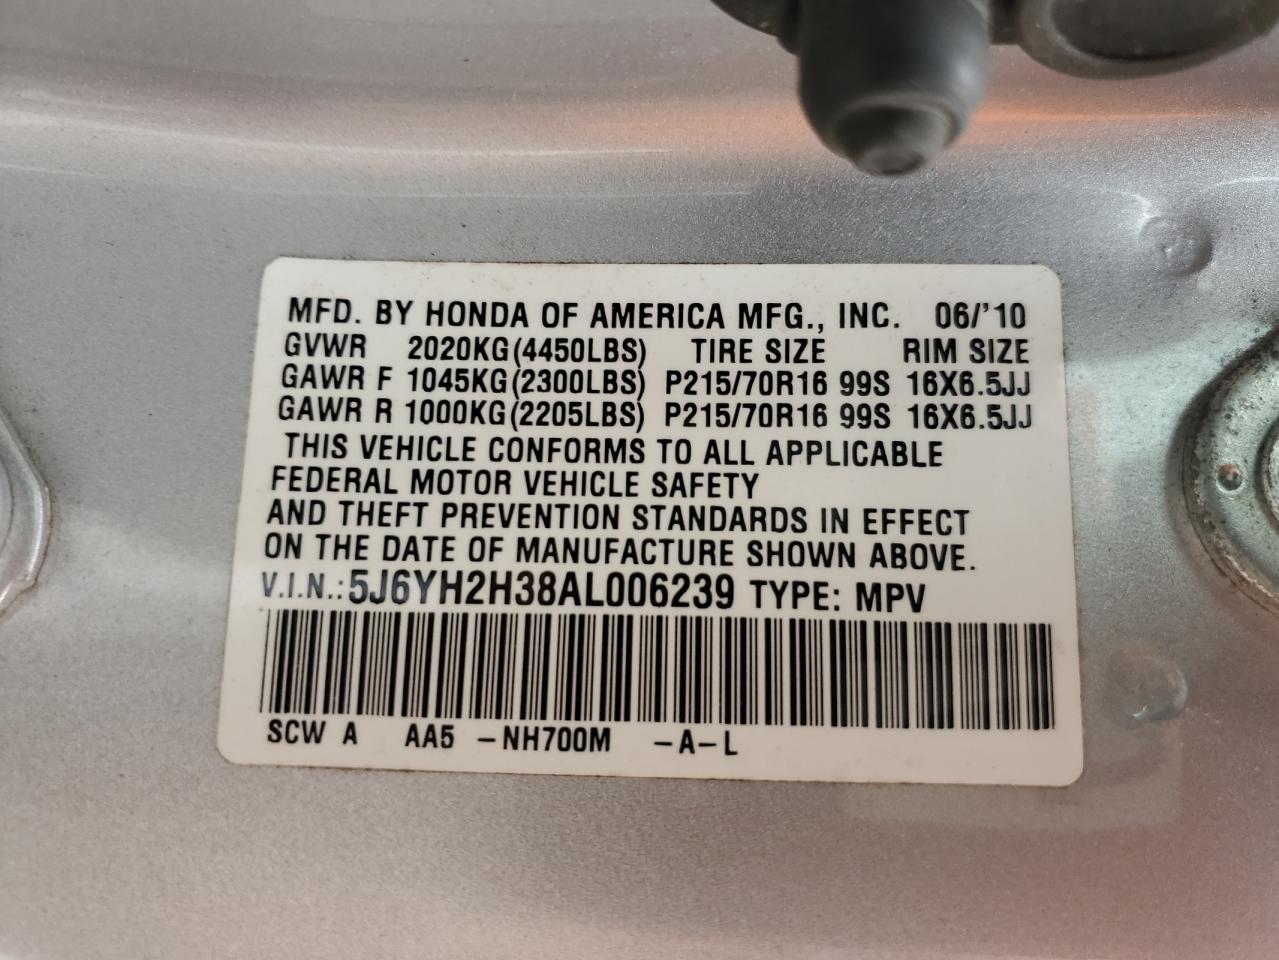 MFD. BY HONDA OF AMERICA MFG., INC. 06/'10
GVWR 2020KG(4450LBS) TIRE SIZE RIM SIZE
GAWR F 1045KG(2300LBS) P215/70R16 99S 16X6.5JJ
GAWR R 1000KG(2205LBS) P215/70R16 99S 16X6.5JJ
THIS VEHICLE CONFORMS TO ALL APPLICABLE
FEDERAL MOTOR VEHICLE SAFETY
AND THEFT PREVENTION STANDARDS IN EFFECT
ON THE DATE OF MANUFACTURE SHOWN ABOVE.
V.I.N.: 5J6YH2H38AL006239 TYPE: MPV
SCW A AA5 -NH700M -A-L